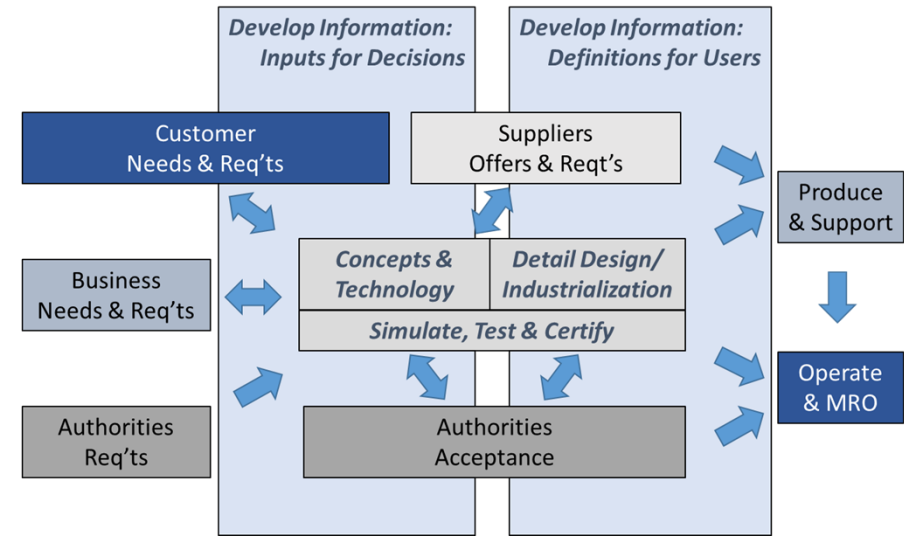 Develop Information:
Inputs for Decisions
Develop Information:
Definitions for Users
Customer
Needs & Req'ts
Suppliers
Offers & Reqt's
Produce
& Support
Concepts &
Technology
Detail Design/
Industrialization
Business
Needs & Req'ts
Simulate, Test & Certify
Operate
& MRO
Authorities
Req'ts
Authorities
Acceptance